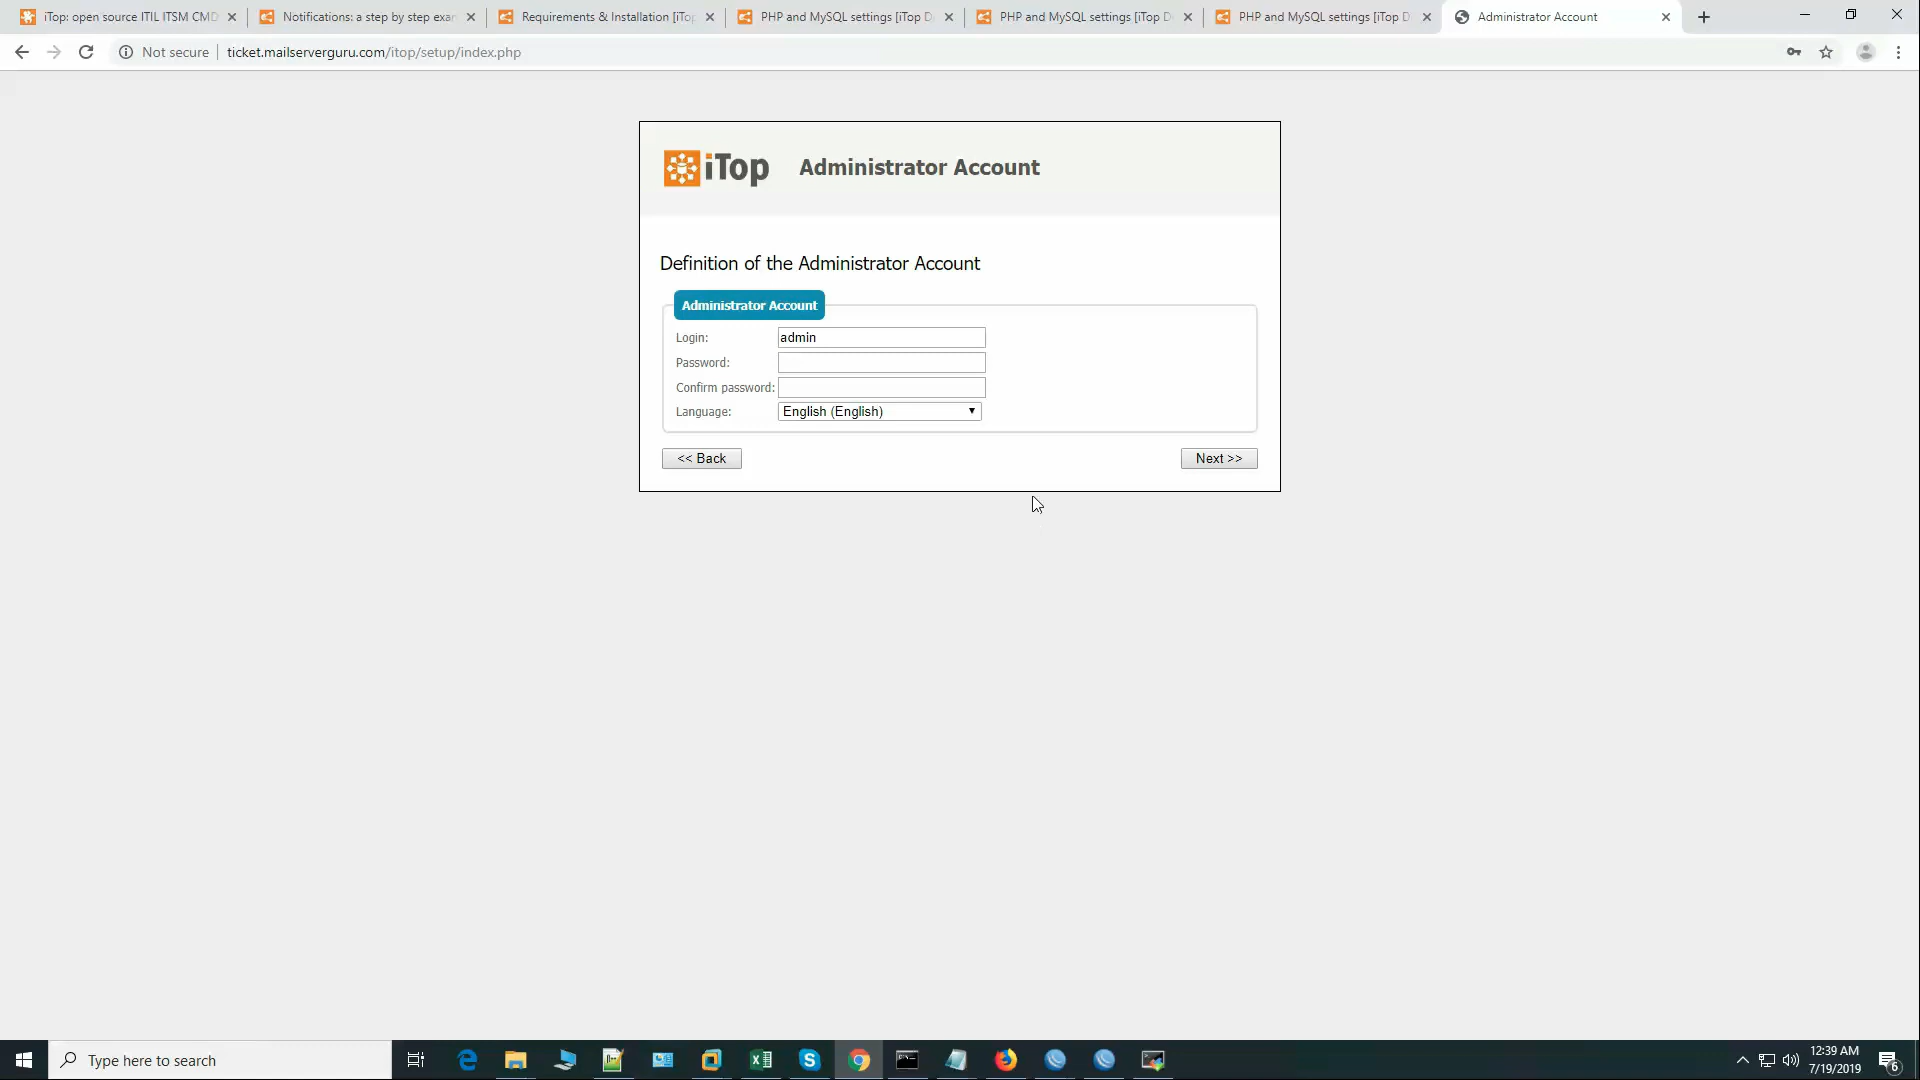 iTop: open source ITIL ITSM CMD
Notifications: a step by step exa
Requirements & Installation [iTop
PHP and MySQL settings [iTop D
PHP and MySQL settings [iTop D
PHP and MySQL settings [iTop D
Administrator Account
Not secure
ticket.mailserverguru.com/itop/setup/index.php
iTop
Administrator Account
Definition of the Administrator Account
Administrator Account
Login:
admin
Password:
Confirm password:
Language:
English (English)
<< Back
Next >>
Type here to search
12:39 AM
7/19/2019
6